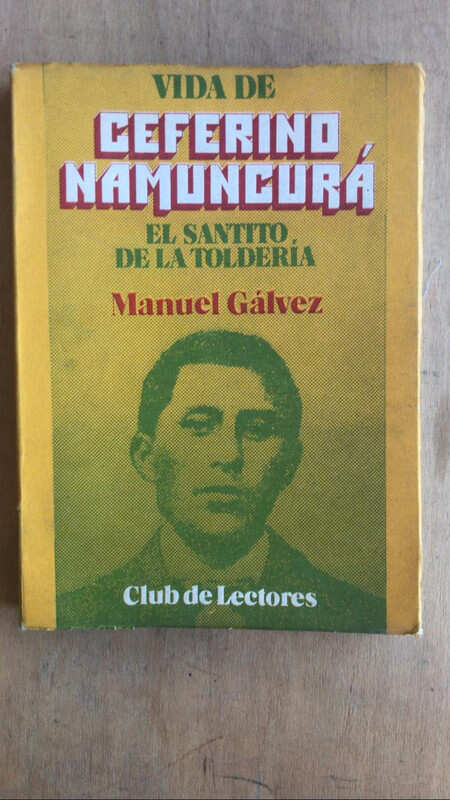 VIDA DE
CEFERINO
NAMUNCURÁ
EL SANTITO
DE LA TOLDERÍA
Manuel Gálvez
Club de Lectores